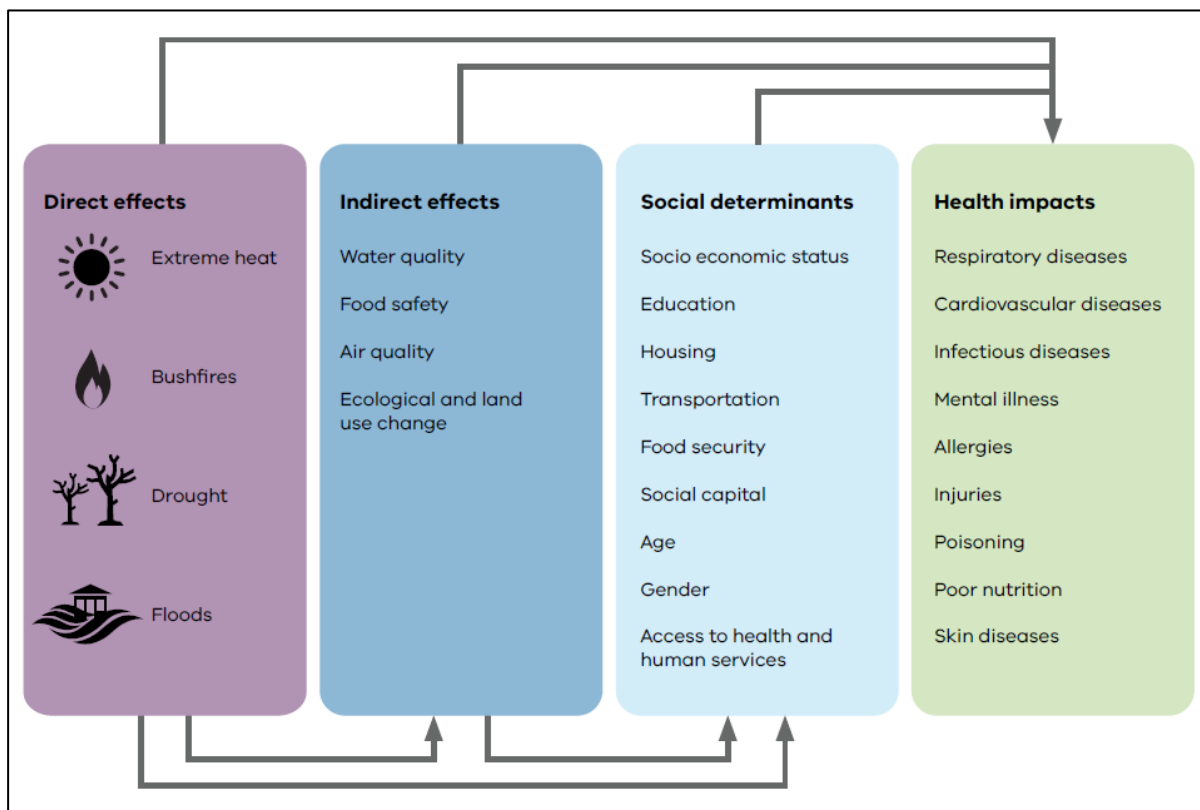 Direct effects
Extreme heat
Bushfires
Drought
Floods
Indirect effects
Water quality
Food safety
Air quality
Ecological and land
use change
Social determinants
Socio economic status
Education
Housing
Transportation
Food security
Social capital
Age
Gender
Access to health and
human services
Health impacts
Respiratory diseases
Cardiovascular diseases
Infectious diseases
Mental illness
Allergies
Injuries
Poisoning
Poor nutrition
Skin diseases